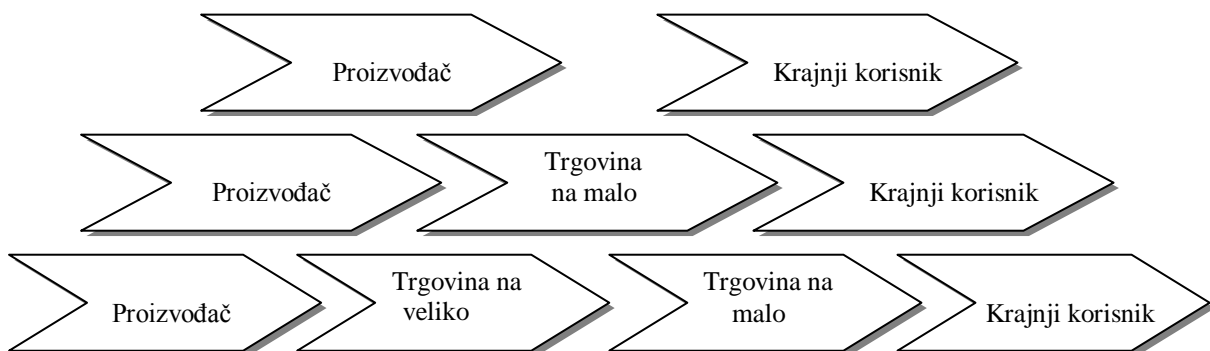 Proizvođač
Krajnji korisnik
Proizvođač
Trgovina
na malo
Krajnji korisnik
Proizvođač
Trgovina na
veliko
Trgovina na
malo
Krajnji korisnik